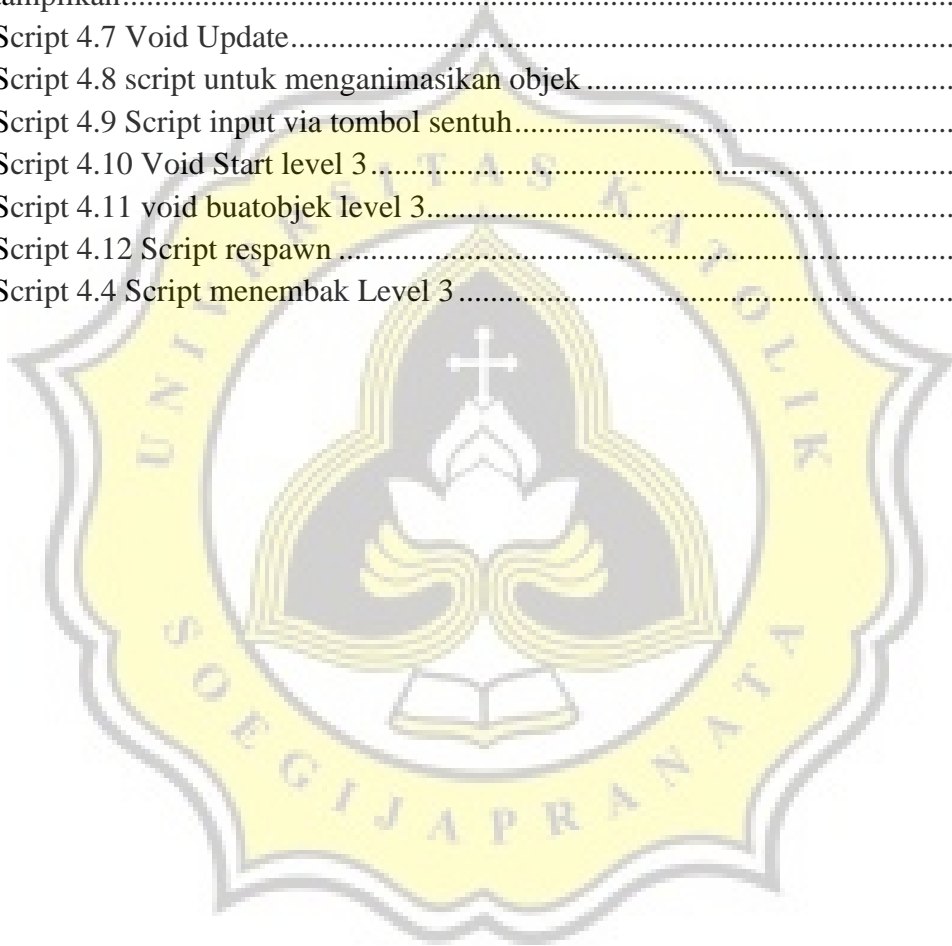 Script 4.7 Void Update
Script 4.8 script untuk menganimasikan objek
Script 4.9 Script input via tombol sentuh
Script 4.10 Void Start level 3
Script 4.11 void buatobjek level 3
Script 4.12 Script respawn
Script 4.4 Script menembak Level 3
UNIVERSITAS KATOLIK
SOEGIJAPRANATA